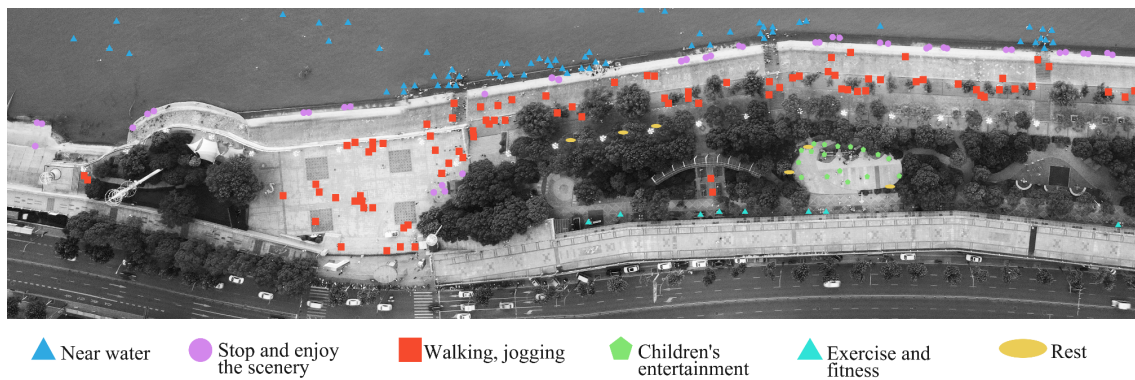 Near water
Stop and enjoy
the scenery
Walking, jogging
Children's
entertainment
Exercise and
fitness
Rest